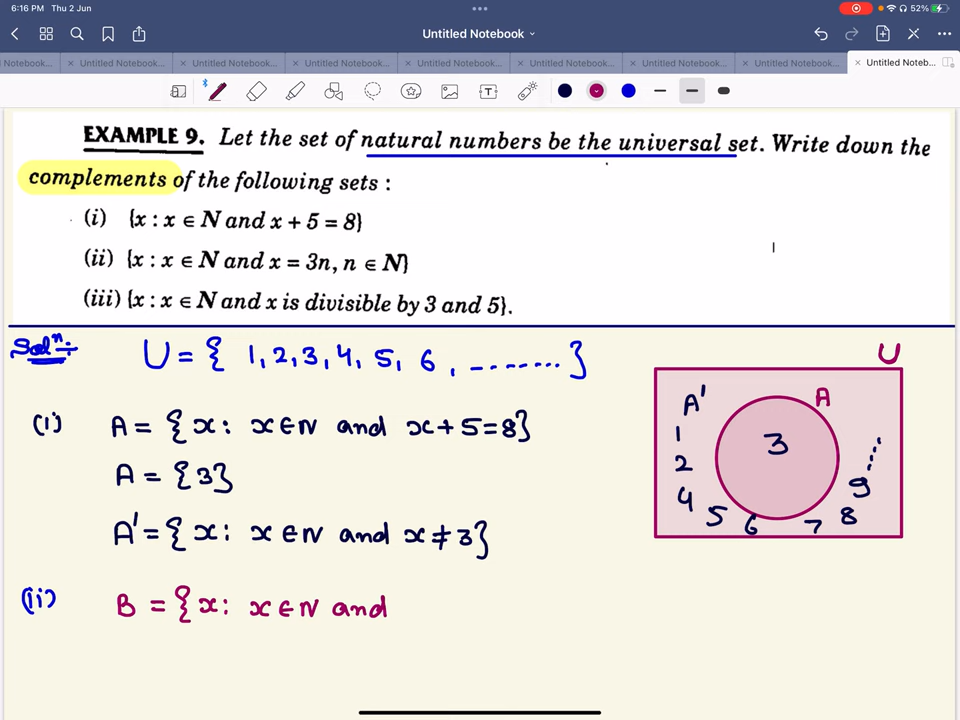 6:16 PM Thu 2 Jun 52%
Untitled Notebook
Notebook... Untitled Notebook... Untitled Notebook... Untitled Notebook... Untitled Notebook... Untitled Notebook... Untitled Notebook... Untitled Noteb...
EXAMPLE 9. Let the set of natural numbers be the universal set. Write down the
complements of the following sets :
(i) {x : x ∈ N and x + 5 = 8}
(ii) {x : x ∈ N and x = 3n, n ∈ N}
(iii) {x : x ∈ N and x is divisible by 3 and 5}.
Solⁿ:- U = { 1, 2, 3, 4, 5, 6, ........ }
U
(i) A = {x: x∈N and x+5=8}
A = {3}
A' = {x: x∈N and x≠3}
A' A
1 3
2
4 5 6 7 8 9 ....
(ii) B = {x: x∈N and